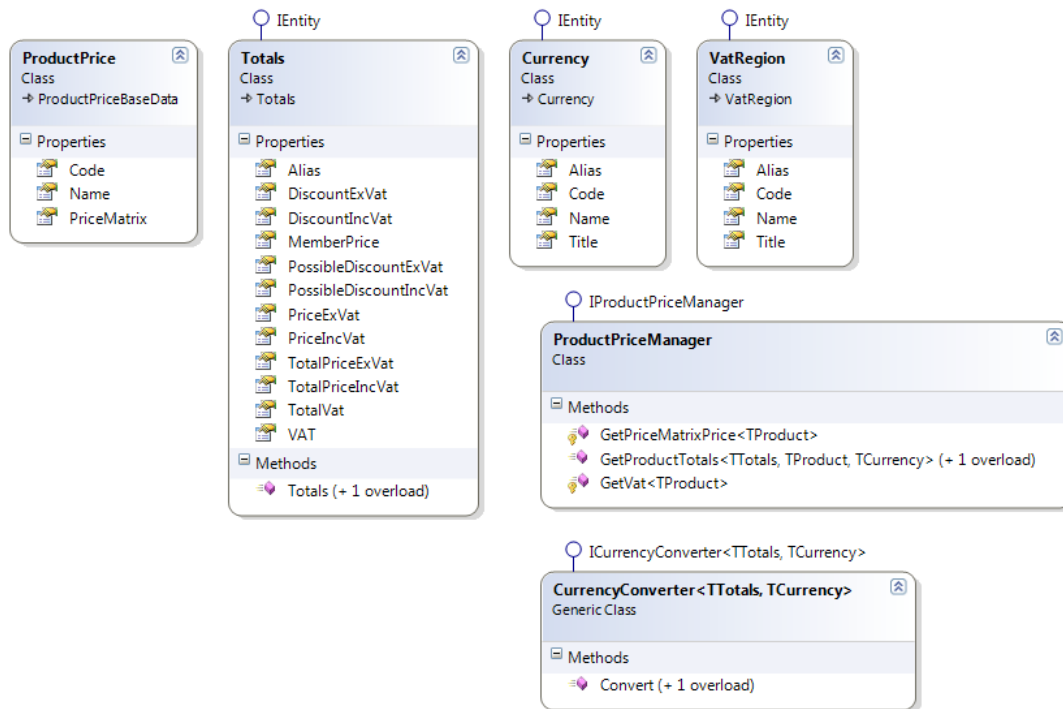 ProductPrice
Class
ProductPriceBaseData
Properties
Code
Name
PriceMatrix
IEntity
Totals
Class
Totals
Properties
Alias
DiscountExVat
DiscountIncVat
MemberPrice
PossibleDiscountExVat
PossibleDiscountIncVat
PriceExVat
PriceIncVat
TotalPriceExVat
TotalPriceIncVat
TotalVat
VAT
Methods
Totals (+ 1 overload)
IEntity
Currency
Class
Currency
Properties
Alias
Code
Name
Title
IEntity
VatRegion
Class
VatRegion
Properties
Alias
Code
Name
Title
IProductPriceManager
ProductPriceManager
Class
Methods
GetPriceMatrixPrice<TProduct>
GetProductTotals<TTotals, TProduct, TCurrency> (+ 1 overload)
GetVat<TProduct>
ICurrencyConverter<TTotals, TCurrency>
CurrencyConverter<TTotals, TCurrency>
Generic Class
Methods
Convert (+ 1 overload)